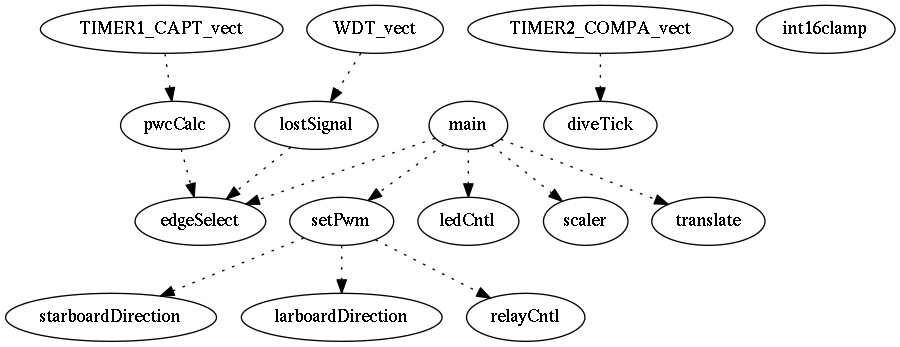 TIMER1_CAPT_vect
WDT_vect
TIMER2_COMPA_vect
int16clamp
pwcCalc
lostSignal
main
diveTick
edgeSelect
setPwm
ledCntl
scaler
translate
starboardDirection
larboardDirection
relayCntl